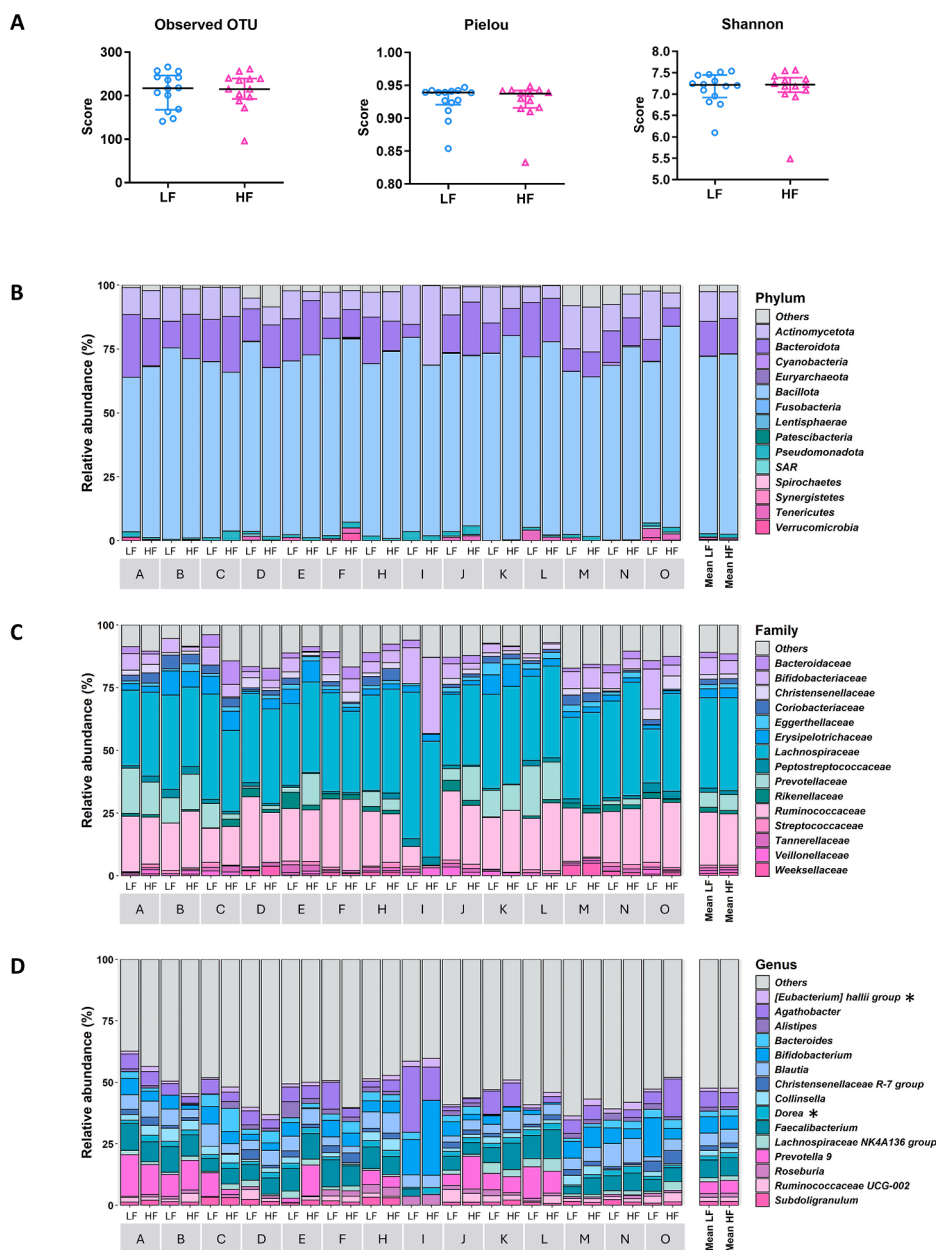 A
Observed OTU
Pielou
Shannon
Score
300
200
100
0
LF
HF
Score
1.00
0.95
0.90
0.85
0.80
LF
HF
Score
8.0
7.5
7.0
6.5
6.0
5.5
5.0
LF
HF
B
Relative abundance (%)
100
75
50
25
0
LF HF LF HF LF HF LF HF LF HF LF HF LF HF LF HF LF HF LF HF LF HF LF HF LF HF LF HF
A B C D E F H I J K L M N O
Mean LF
Mean HF
Phylum
Others
Actinomycetota
Bacteroidota
Cyanobacteria
Euryarchaeota
Bacillota
Fusobacteria
Lentisphaerae
Patescibacteria
Pseudomonadota
SAR
Spirochaetes
Synergistetes
Tenericutes
Verrucomicrobia
C
Relative abundance (%)
100
75
50
25
0
LF HF LF HF LF HF LF HF LF HF LF HF LF HF LF HF LF HF LF HF LF HF LF HF LF HF LF HF
A B C D E F H I J K L M N O
Mean LF
Mean HF
Family
Others
Bacteroidaceae
Bifidobacteriaceae
Christensenellaceae
Coriobacteriaceae
Eggerthellaceae
Erysipelotrichaceae
Lachnospiraceae
Peptostreptococcaceae
Prevotellaceae
Rikenellaceae
Ruminococcaceae
Streptococcaceae
Tannerellaceae
Veillonellaceae
Weeksellaceae
D
Relative abundance (%)
100
75
50
25
0
LF HF LF HF LF HF LF HF LF HF LF HF LF HF LF HF LF HF LF HF LF HF LF HF LF HF LF HF
A B C D E F H I J K L M N O
Mean LF
Mean HF
Genus
Others
[Eubacterium] hallii group *
Agathobacter
Alistipes
Bacteroides
Bifidobacterium
Blautia
Christensenellaceae R-7 group
Collinsella
Dorea *
Faecalibacterium
Lachnospiraceae NK4A136 group
Prevotella 9
Roseburia
Ruminococcaceae UCG-002
Subdoligranulum